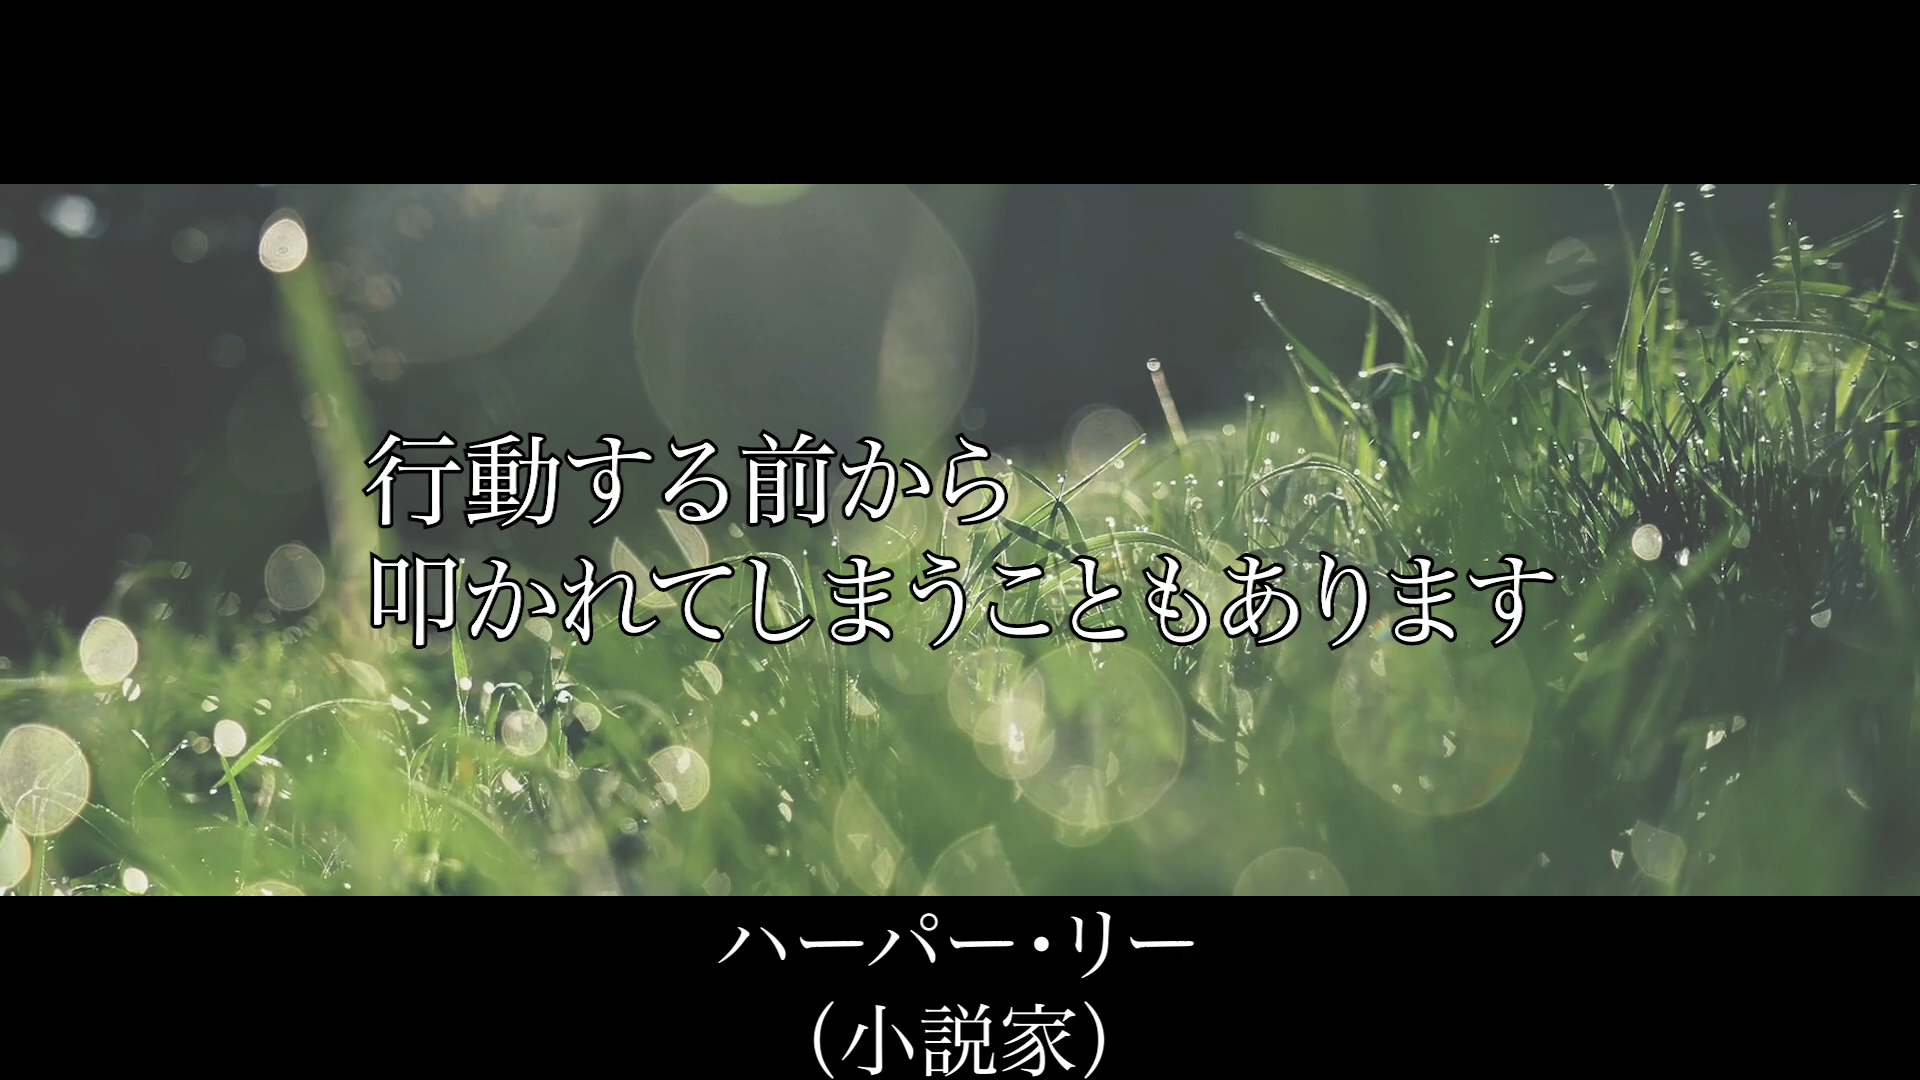 行動する前から
叩かれてしまうこともあります
ハーパー・リー
（小説家）